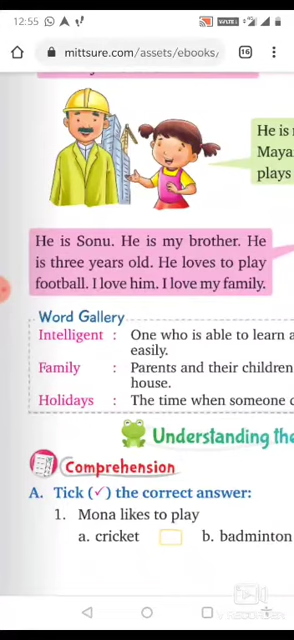 12:55
mittsure.com/assets/ebooks/
16
He is
Maya
plays
He is Sonu. He is my brother. He
is three years old. He loves to play
football. I love him. I love my family.
Word Gallery
Intelligent : One who is able to learn a
easily.
Family : Parents and their children
house.
Holidays : The time when someone
Understanding the
Comprehension
A. Tick (✓) the correct answer:
1. Mona likes to play
a. cricket b. badminton
RECORDER